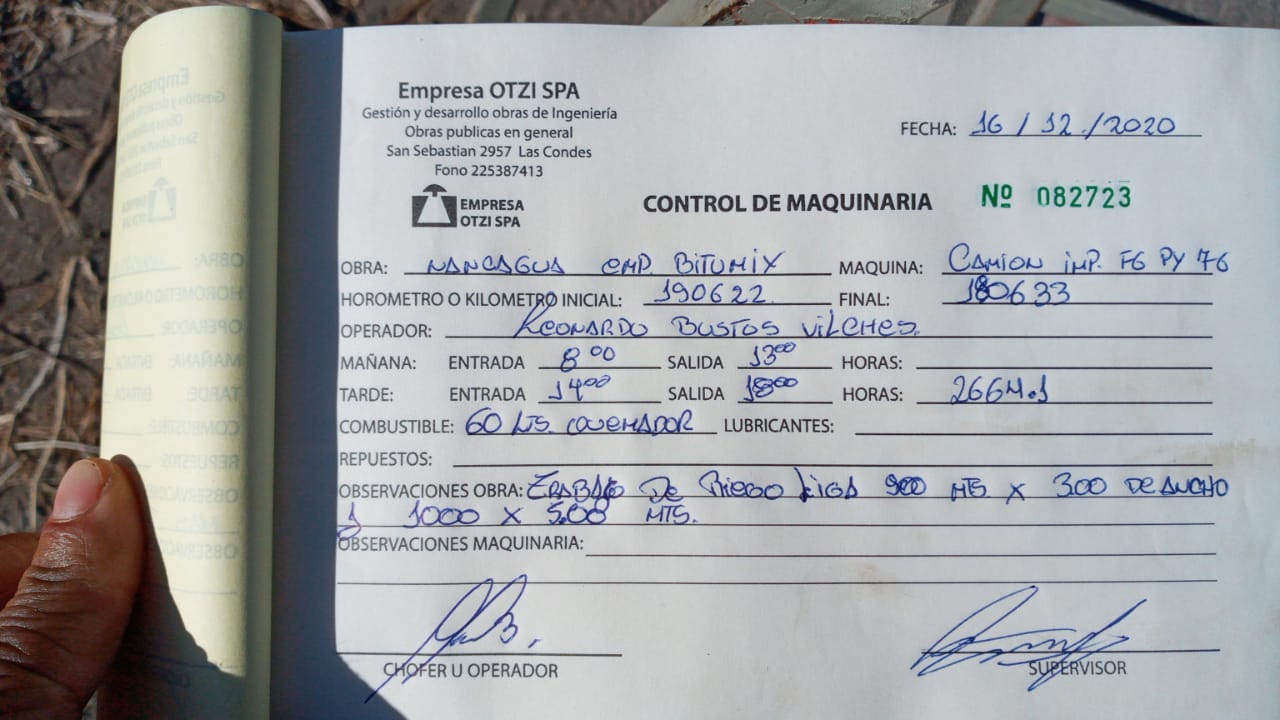 Empresa OTZI SPA
Gestión y desarrollo obras de Ingeniería
Obras publicas en general
San Sebastian 2957 Las Condes
Fono 225387413
EMPRESA
OTZI SPA
FECHA: 16 / 12 / 2020
CONTROL DE MAQUINARIA Nº 082723
OBRA: NANCAGUA EMP. BITUMIX MAQUINA: CAMION IMP. FG PY 76
HOROMETRO O KILOMETRO INICIAL: 190622 FINAL: 190633
OPERADOR: LEONARDO BUSTOS VILCHES.
MAÑANA: ENTRADA 8:00 SALIDA 13:00 HORAS:
TARDE: ENTRADA 14:00 SALIDA 18:00 HORAS: 2664.1
COMBUSTIBLE: 60 LTS. QUEMADOR LUBRICANTES:
REPUESTOS:
OBSERVACIONES OBRA: TRABAJO DE RIEGO LIGA 900 MTS X 300 DE ANCHO
Y 1000 X 5.00 MTS.
OBSERVACIONES MAQUINARIA:
CHOFER U OPERADOR
SUPERVISOR